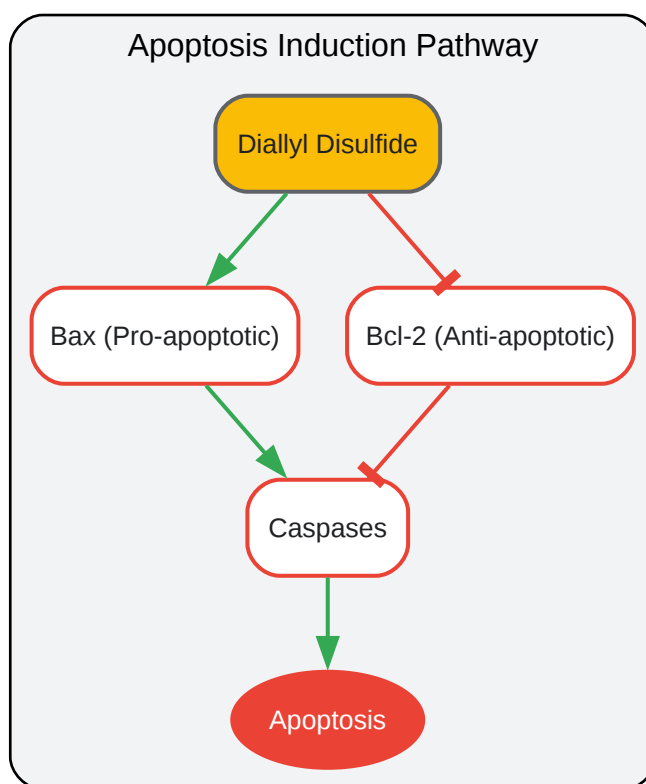 Apoptosis Induction Pathway
Diallyl Disulfide
Bax (Pro-apoptotic)
Bcl-2 (Anti-apoptotic)
Caspases
Apoptosis